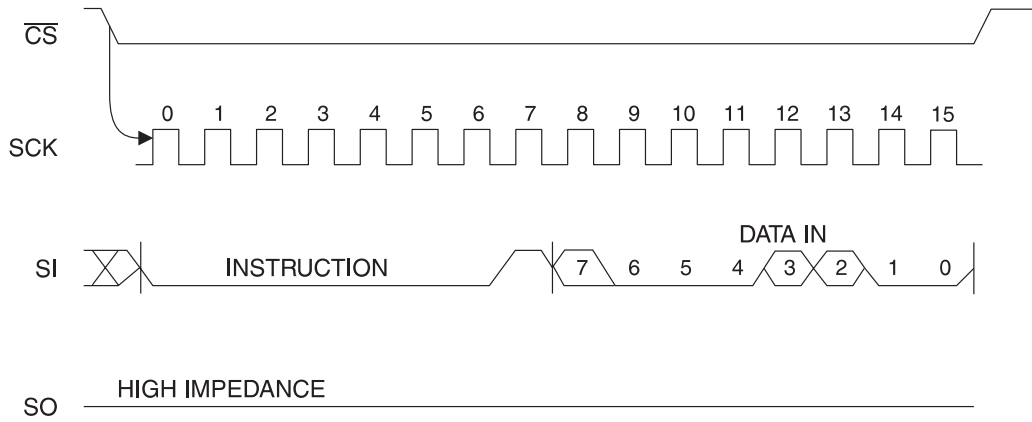 CS
0 1 2 3 4 5 6 7 8 9 10 11 12 13 14 15
SCK
DATA IN
SI INSTRUCTION 7 6 5 4 3 2 1 0
HIGH IMPEDANCE
SO